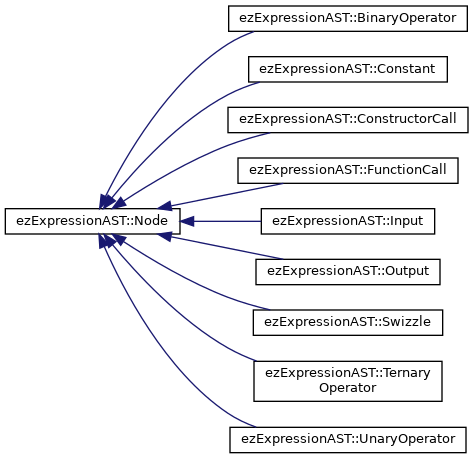 ezExpressionAST::BinaryOperator
ezExpressionAST::Constant
ezExpressionAST::ConstructorCall
ezExpressionAST::FunctionCall
ezExpressionAST::Node
ezExpressionAST::Input
ezExpressionAST::Output
ezExpressionAST::Swizzle
ezExpressionAST::Ternary
Operator
ezExpressionAST::UnaryOperator